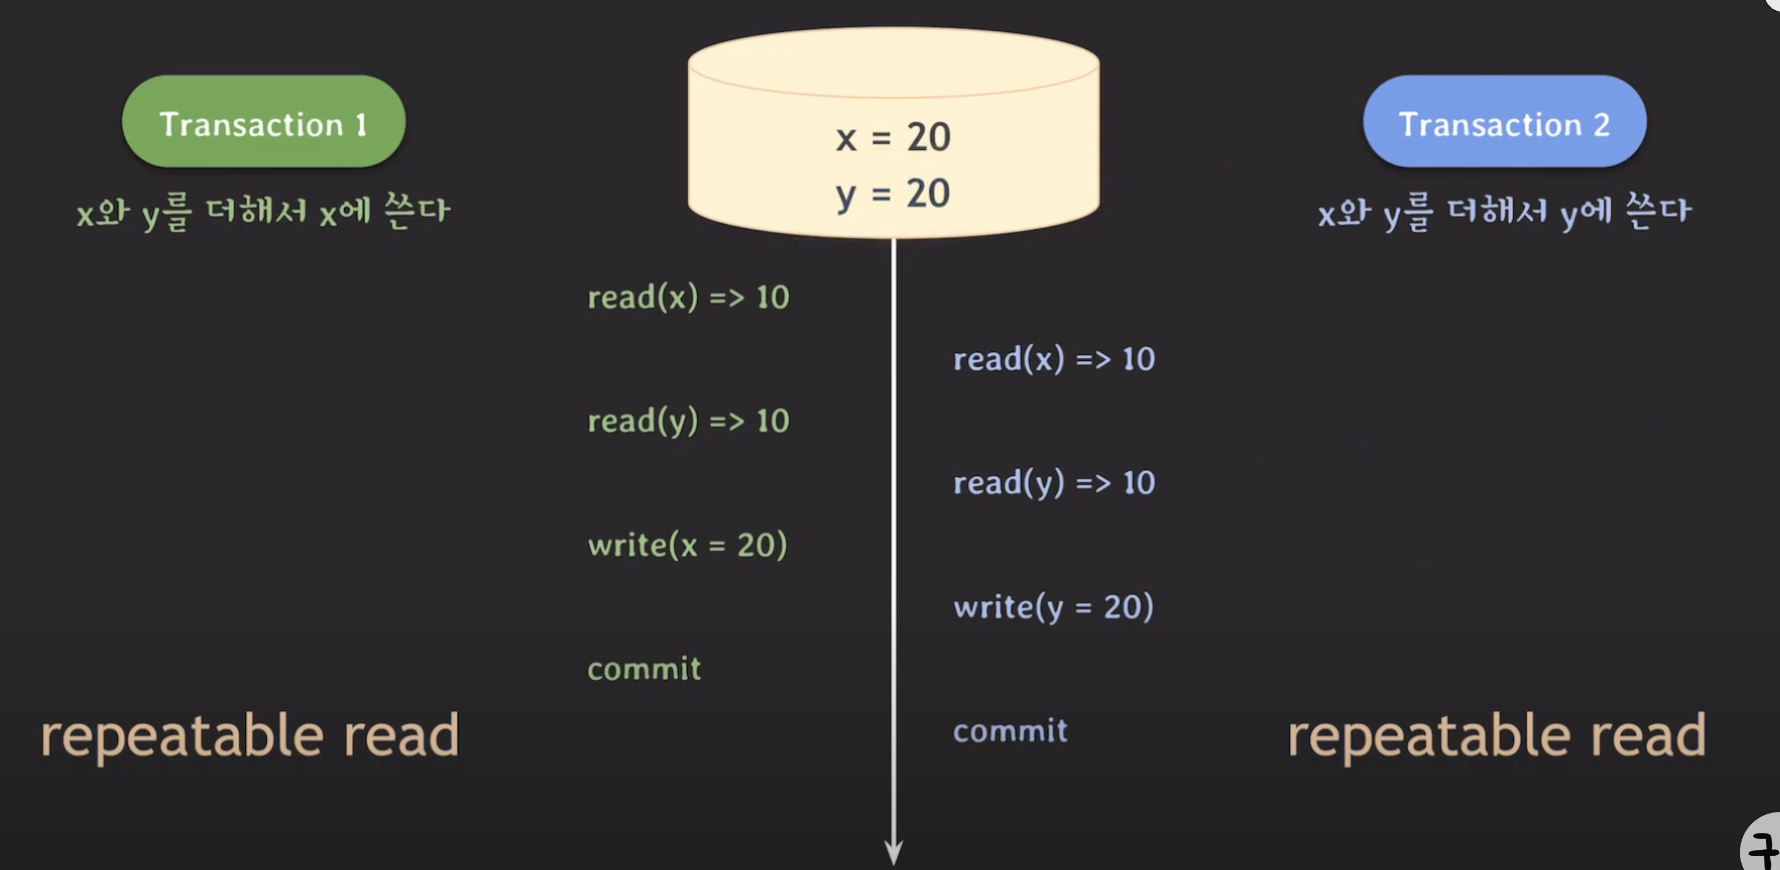 Transaction 1
x와 y를 더해서 x에 쓴다
x = 20
y = 20
Transaction 2
x와 y를 더해서 y에 쓴다
read(x) => 10
read(x) => 10
read(y) => 10
read(y) => 10
write(x = 20)
write(y = 20)
commit
commit
repeatable read
repeatable read